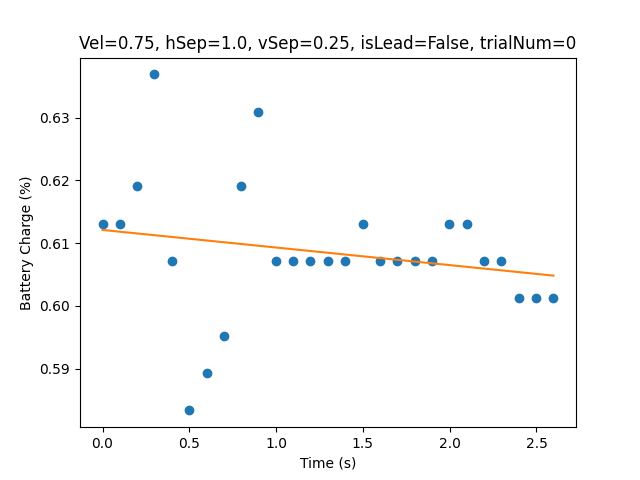 Vel=0.75, hSep=1.0, vSep=0.25, isLead=False, trialNum=0
0.63
0.62
0.61
0.60
0.59
Battery Charge (%)
0.0 0.5 1.0 1.5 2.0 2.5
Time (s)